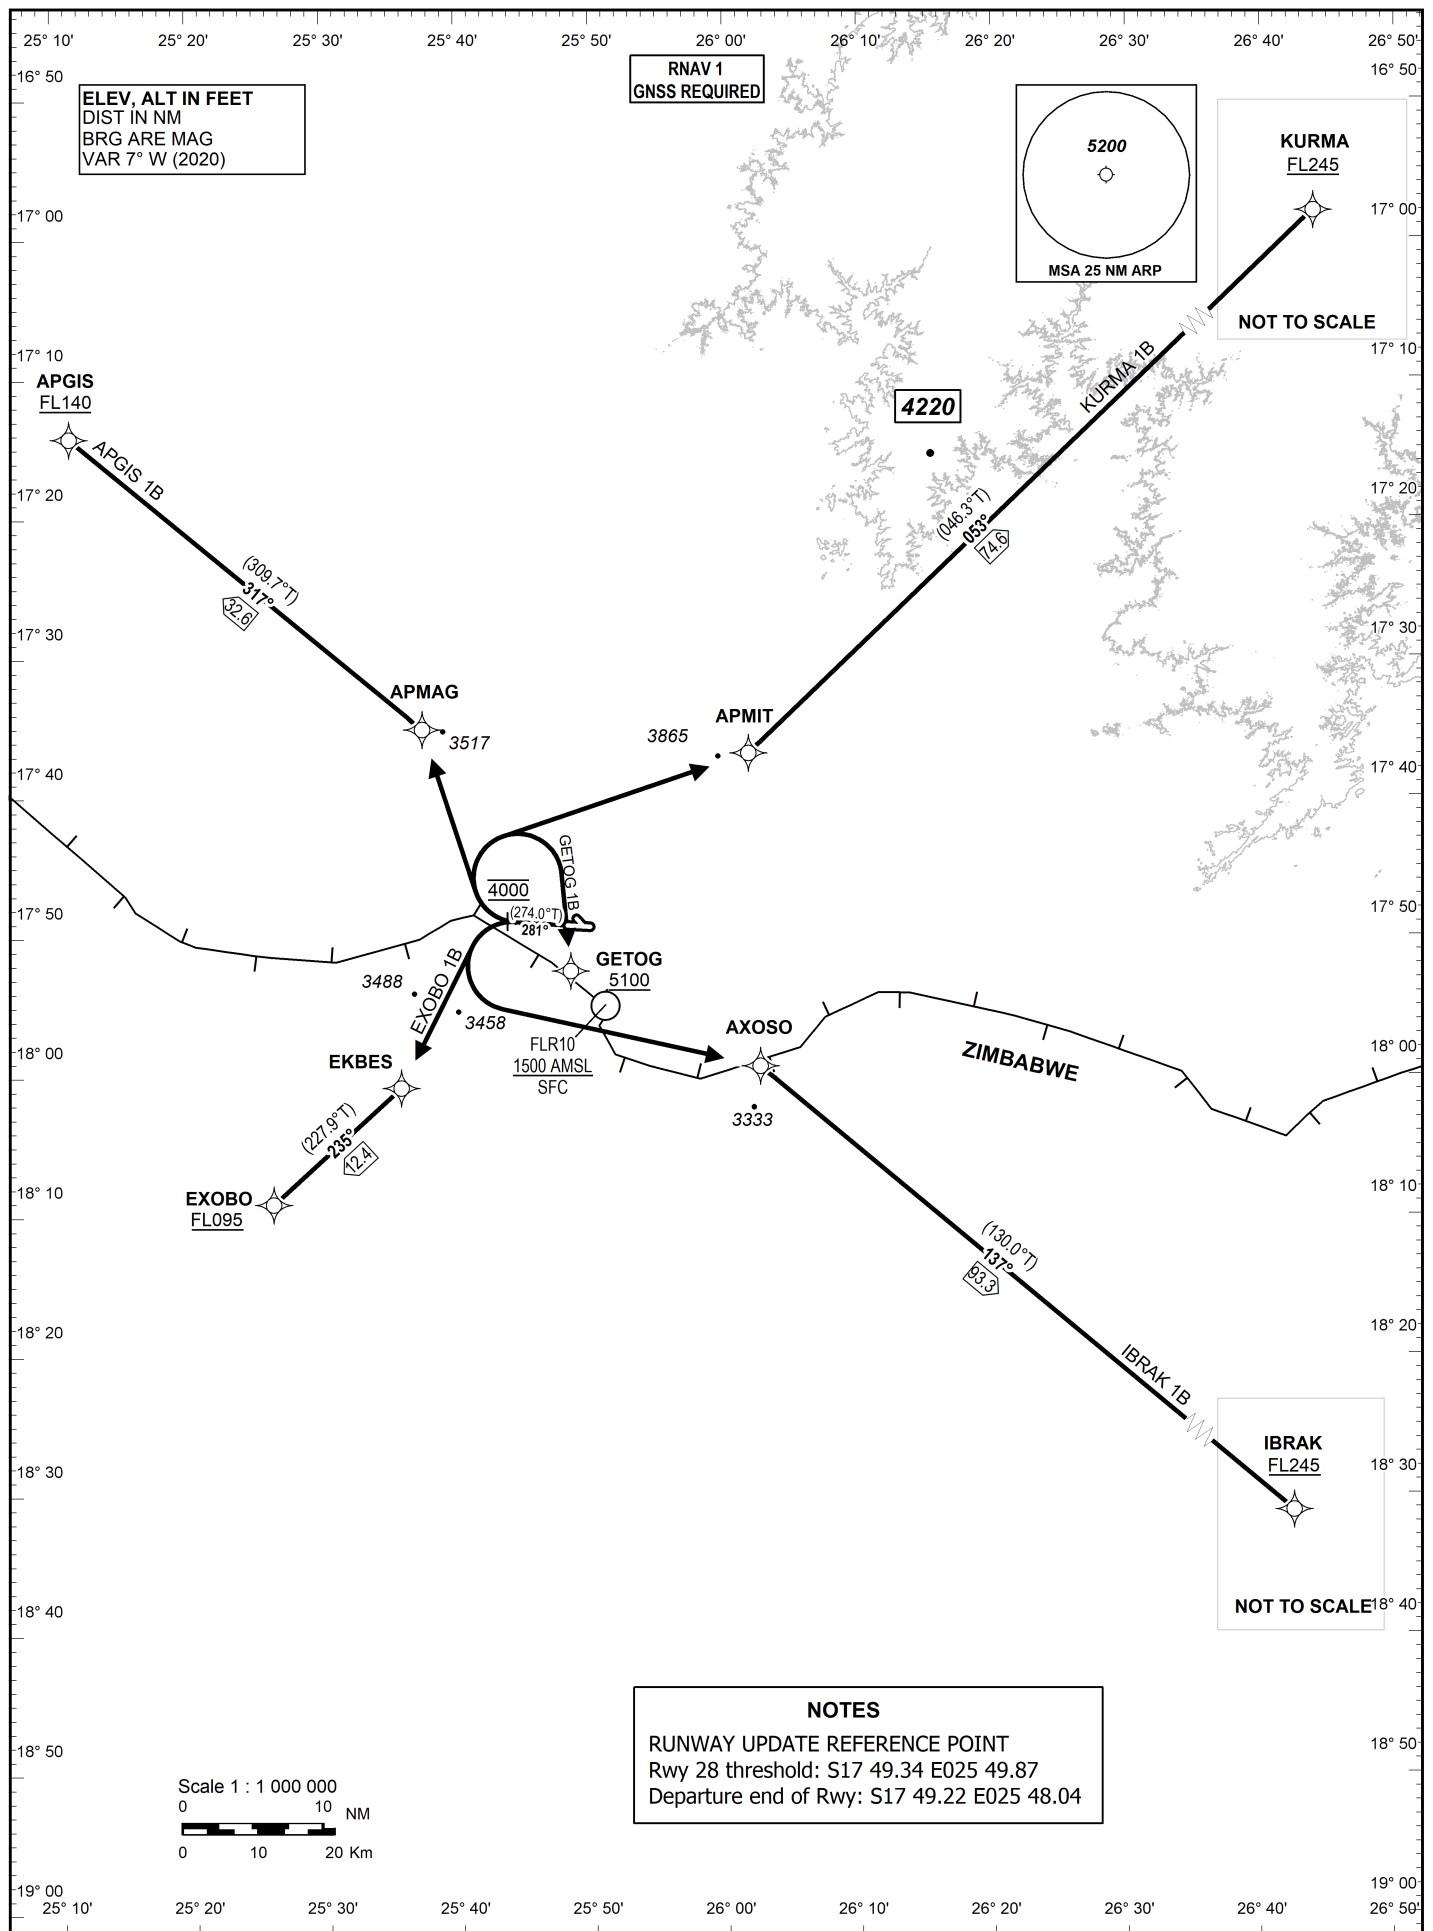 25° 10' 25° 20' 25° 30' 25° 40' 25° 50' 26° 00' 26° 10' 26° 20' 26° 30' 26° 40' 26° 50'
16° 50
16° 50
RNAV 1
GNSS REQUIRED
ELEV, ALT IN FEET
DIST IN NM
BRG ARE MAG
VAR 7° W (2020)
5200
MSA 25 NM ARP
KURMA
FL245
NOT TO SCALE
17° 00
17° 00
17° 10
17° 10
APGIS
FL140
APGIS 1B
KURMA 1B
4220
17° 20
17° 20
(046.3°T)
053°
74.6
(309.7°T)
317°
32.6
17° 30
17° 30
APMAG
3517
APMIT
3865
17° 40
17° 40
GETOG 1B
4000
(274.0°T)
281°
17° 50
17° 50
EXOBO 1B
GETOG
5100
3488
3458
FLR10
1500 AMSL
SFC
AXOSO
ZIMBABWE
18° 00
18° 00
EKBES
3333
(227.9°T)
235°
12.4
18° 10
18° 10
EXOBO
FL095
(130.0°T)
137°
93.3
18° 20
18° 20
IBRAK 1B
IBRAK
FL245
18° 30
18° 30
NOT TO SCALE
18° 40
18° 40
NOTES
RUNWAY UPDATE REFERENCE POINT
Rwy 28 threshold: S17 49.34 E025 49.87
Departure end of Rwy: S17 49.22 E025 48.04
18° 50
18° 50
Scale 1 : 1 000 000
0 10 NM
0 10 20 Km
19° 00
19° 00
25° 10' 25° 20' 25° 30' 25° 40' 25° 50' 26° 00' 26° 10' 26° 20' 26° 30' 26° 40' 26° 50'